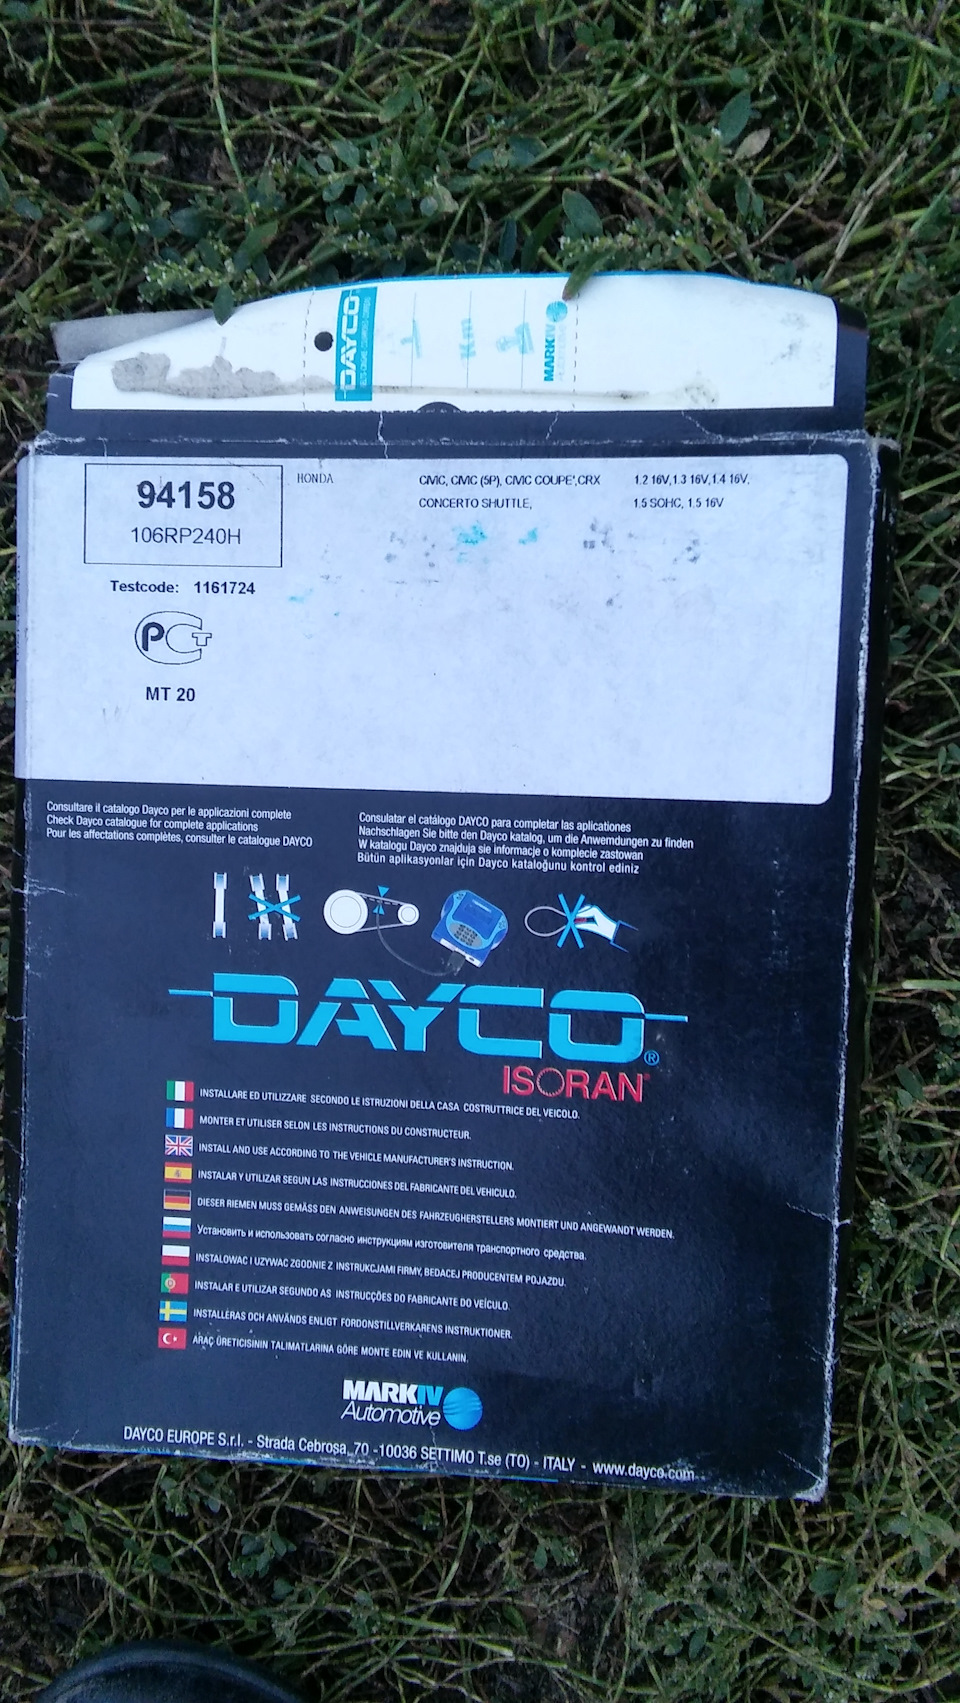 DAYCO
Km
MARKIV
94158
106RP240H
HONDA
CIVIC, CIVIC (5P), CIVIC COUPE',CRX
CONCERTO SHUTTLE,
1.2 16V,1.3 16V,1.4 16V,
1.5 SOHC, 1.5 16V
Testcode: 1161724
PCT
MT 20
Consultare il catalogo Dayco per le applicazioni complete
Check Dayco catalogue for complete applications
Pour les affectations complètes, consulter le catalogue DAYCO
Consulatar el catálogo DAYCO para completar las aplicationes
Nachschlagen Sie bitte den Dayco katalog, um die Anwemdungen zu finden
W katalogu Dayco znajduja sie informacje o komplecie zastowan
Bütün aplikasyonlar için Dayco kataloğunu kontrol ediniz
DAYCO®
ISORAN®
INSTALLARE ED UTILIZZARE SECONDO LE ISTRUZIONI DELLA CASA COSTRUTTRICE DEL VEICOLO.
MONTER ET UTILISER SELON LES INSTRUCTIONS DU CONSTRUCTEUR.
INSTALL AND USE ACCORDING TO THE VEHICLE MANUFACTURER'S INSTRUCTION.
INSTALAR Y UTILIZAR SEGUN LAS INSTRUCCIONES DEL FABRICANTE DEL VEHICULO.
DIESER RIEMEN MUSS GEMÄSS DEN ANWEISUNGEN DES FAHRZEUGHERSTELLERS MONTIERT UND ANGEWANDT WERDEN.
Установить и использовать согласно инструкциям изготовителя транспортного средства.
INSTALOWAC I UZYWAC ZGODNIE Z INSTRUKCJAMI FIRMY, BEDACEJ PRODUCENTEM POJAZDU.
INSTALAR E UTILIZAR SEGUNDO AS INSTRUCÇÕES DO FABRICANTE DO VEÍCULO.
INSTALLERAS OCH ANVÄNDS ENLIGT FORDONSTILLVERKARENS INSTRUKTIONER.
ARAÇ ÜRETICISININ TALIMATLARINA GÖRE MONTE EDIN VE KULLANIN.
MARKIV
Automotive
DAYCO EUROPE S.r.l. - Strada Cebrosa, 70 -10036 SETTIMO T.se (TO) - ITALY - www.dayco.com